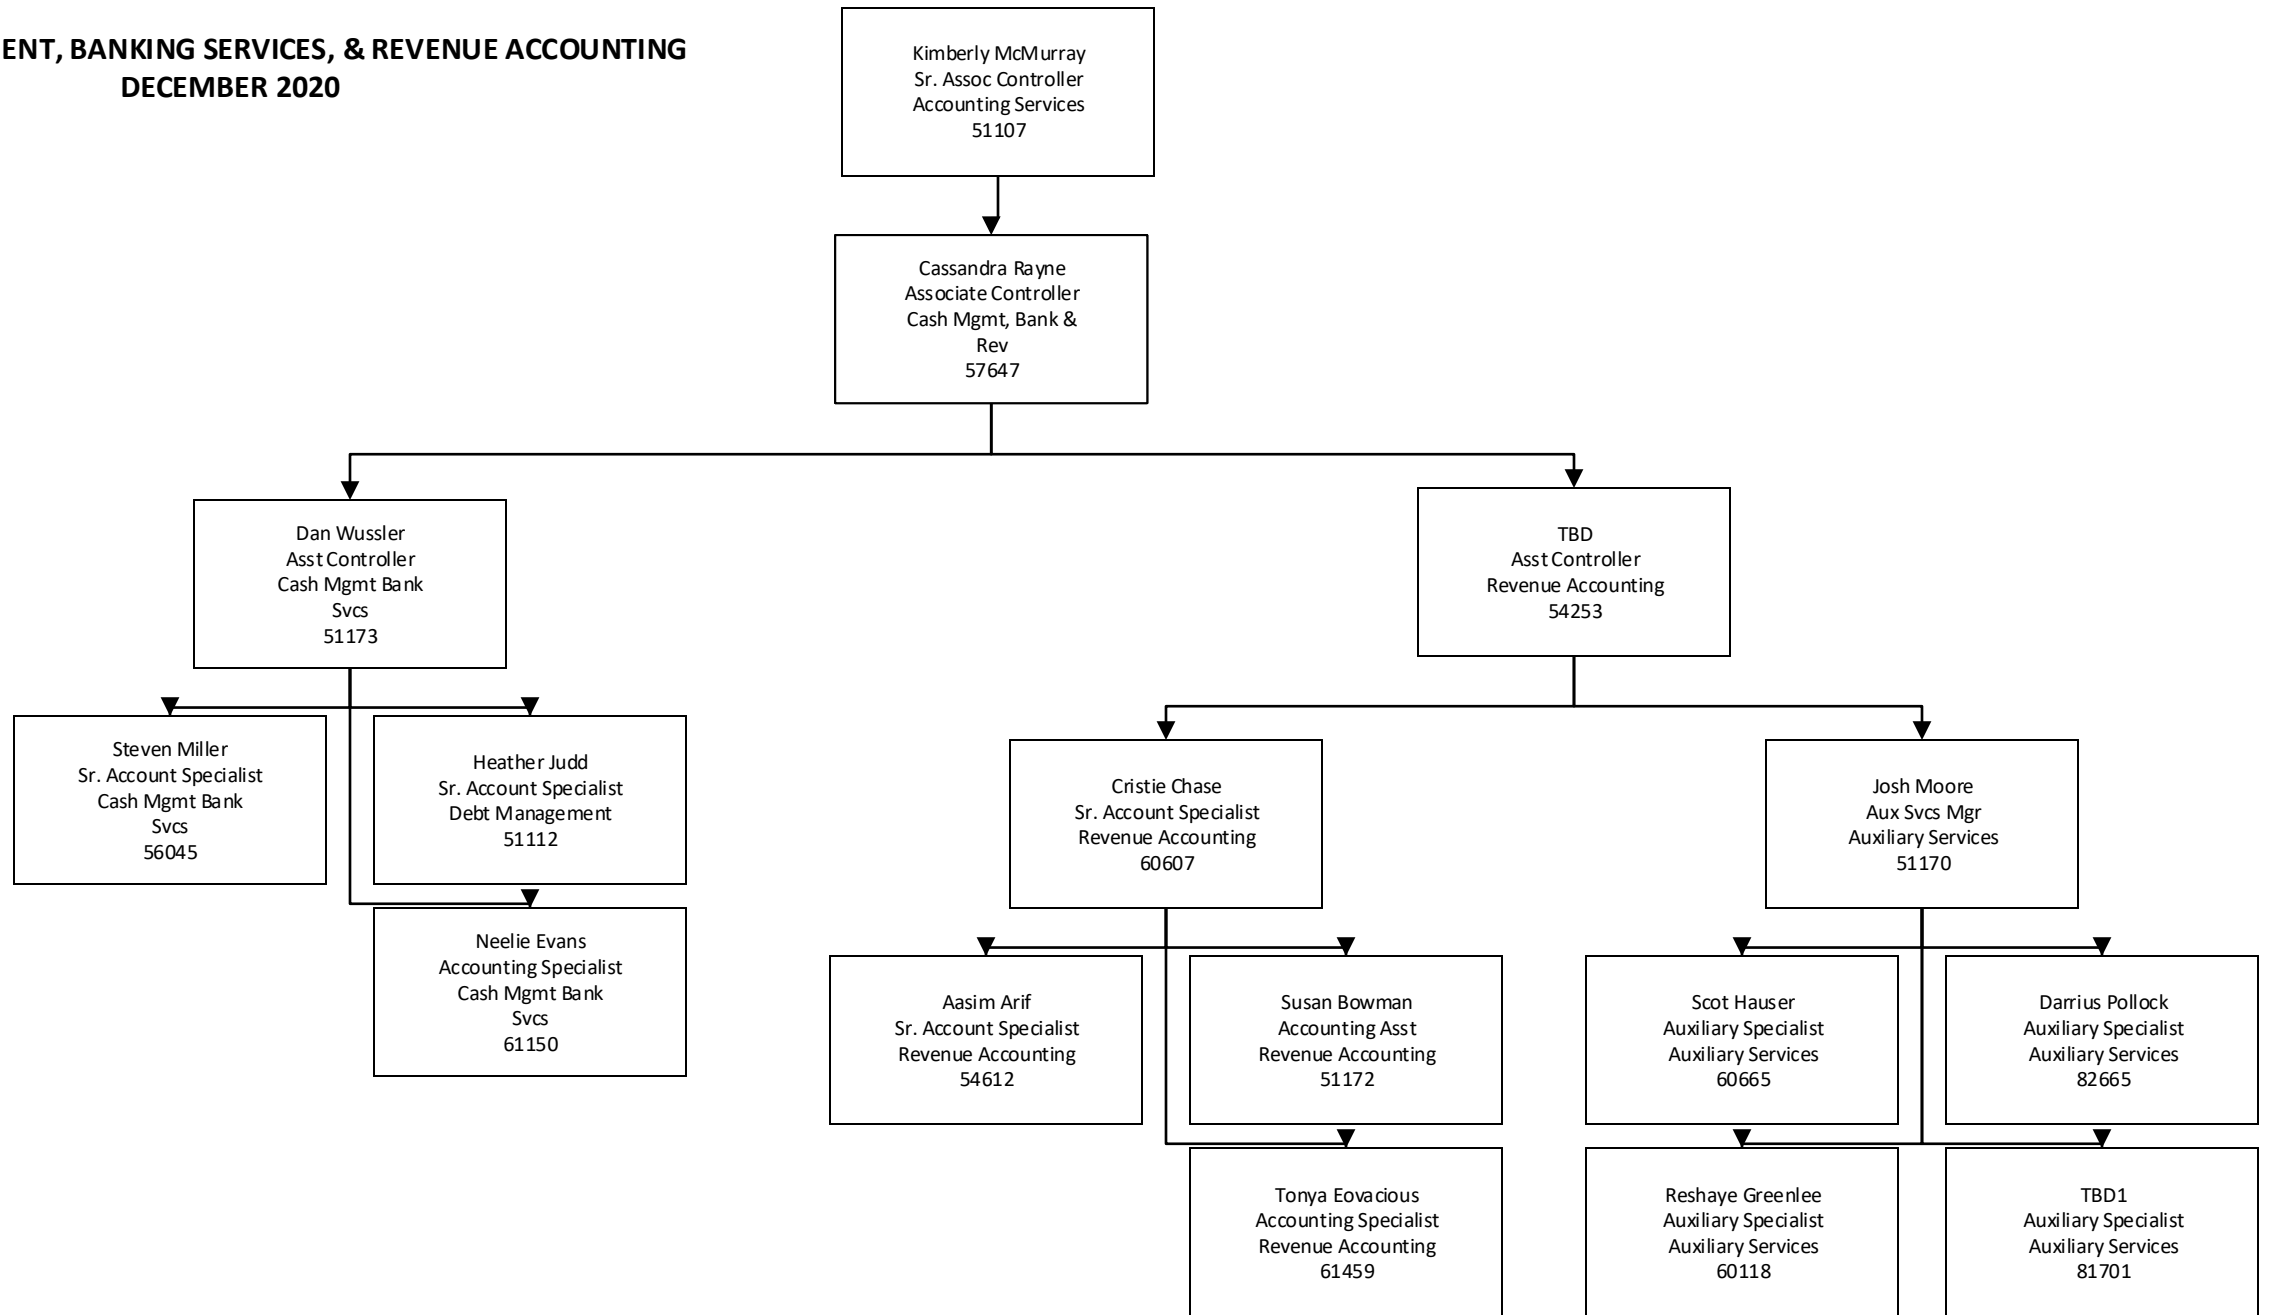 ENT, BANKING SERVICES, & REVENUE ACCOUNTING
DECEMBER 2020
Kimberly McMurray
Sr. Assoc Controller
Accounting Services
51107
Cassandra Rayne
Associate Controller
Cash Mgmt, Bank &
Rev
57647
Dan Wussler
Asst Controller
Cash Mgmt Bank
Svcs
51173
TBD
Asst Controller
Revenue Accounting
54253
Steven Miller
Sr. Account Specialist
Cash Mgmt Bank
Svcs
56045
Heather Judd
Sr. Account Specialist
Debt Management
51112
Neelie Evans
Accounting Specialist
Cash Mgmt Bank
Svcs
61150
Cristie Chase
Sr. Account Specialist
Revenue Accounting
60607
Josh Moore
Aux Svcs Mgr
Auxiliary Services
51170
Aasim Arif
Sr. Account Specialist
Revenue Accounting
54612
Susan Bowman
Accounting Asst
Revenue Accounting
51172
Tonya Eovacious
Accounting Specialist
Revenue Accounting
61459
Scot Hauser
Auxiliary Specialist
Auxiliary Services
60665
Darrius Pollock
Auxiliary Specialist
Auxiliary Services
82665
Reshaye Greenlee
Auxiliary Specialist
Auxiliary Services
60118
TBD1
Auxiliary Specialist
Auxiliary Services
81701